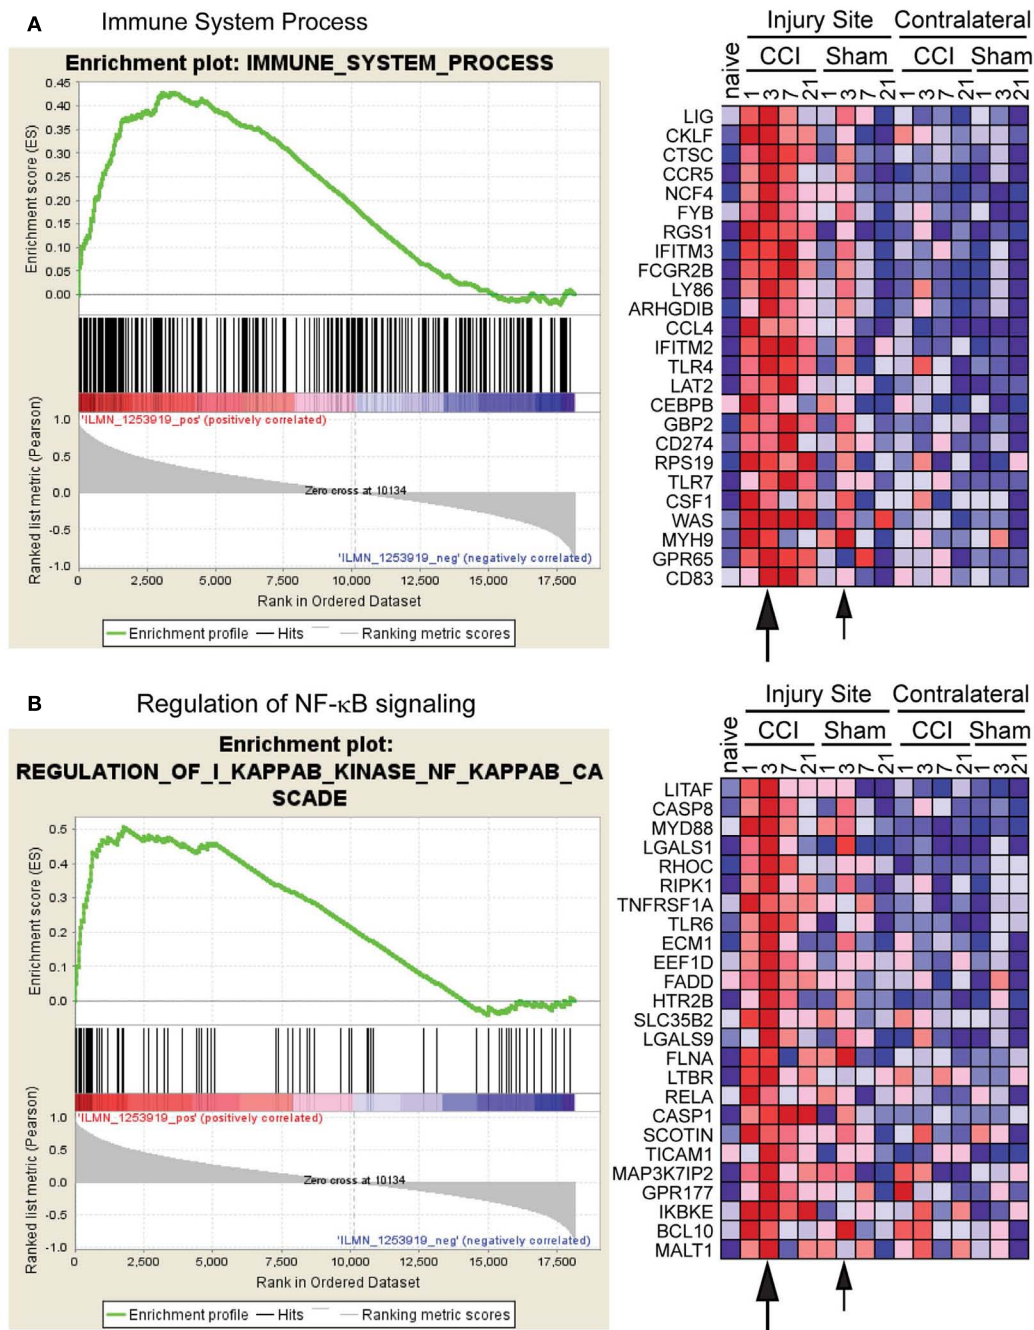 A Immune System Process
Enrichment plot: IMMUNE_SYSTEM_PROCESS
Enrichment score (ES)
0.45
0.40
0.35
0.30
0.25
0.20
0.15
0.10
0.05
0.00
Ranked list metric (Pearson)
1.0
0.5
0.0
-0.5
-1.0
'ILMN_1253919_pos' (positively correlated)
Zero cross at 10134
'ILMN_1253919_neg' (negatively correlated)
0 2,500 5,000 7,500 10,000 12,500 15,000 17,500
Rank in Ordered Dataset
Enrichment profile Hits Ranking metric scores
Injury Site Contralateral
CCI Sham CCI Sham
naive 1 3 7 21 1 3 7 21 1 3 7 21 1 3 21
LIG
CKLF
CTSC
CCR5
NCF4
FYB
RGS1
IFITM3
FCGR2B
LY86
ARHGDIB
CCL4
IFITM2
TLR4
LAT2
CEBPB
GBP2
CD274
RPS19
TLR7
CSF1
WAS
MYH9
GPR65
CD83
B Regulation of NF-κB signaling
Enrichment plot:
REGULATION_OF_I_KAPPAB_KINASE_NF_KAPPAB_CA
SCADE
Enrichment score (ES)
0.5
0.4
0.3
0.2
0.1
0.0
Ranked list metric (Pearson)
1.0
0.5
0.0
-0.5
-1.0
'ILMN_1253919_pos' (positively correlated)
Zero cross at 10134
'ILMN_1253919_neg' (negatively correlated)
0 2,500 5,000 7,500 10,000 12,500 15,000 17,500
Rank in Ordered Dataset
Enrichment profile Hits Ranking metric scores
Injury Site Contralateral
CCI Sham CCI Sham
naive 1 3 7 21 1 3 7 21 1 3 7 21 1 3 21
LITAF
CASP8
MYD88
LGALS1
RHOC
RIPK1
TNFRSF1A
TLR6
ECM1
EEF1D
FADD
HTR2B
SLC35B2
LGALS9
FLNA
LTBR
RELA
CASP1
SCOTIN
TICAM1
MAP3K7IP2
GPR177
IKBKE
BCL10
MALT1